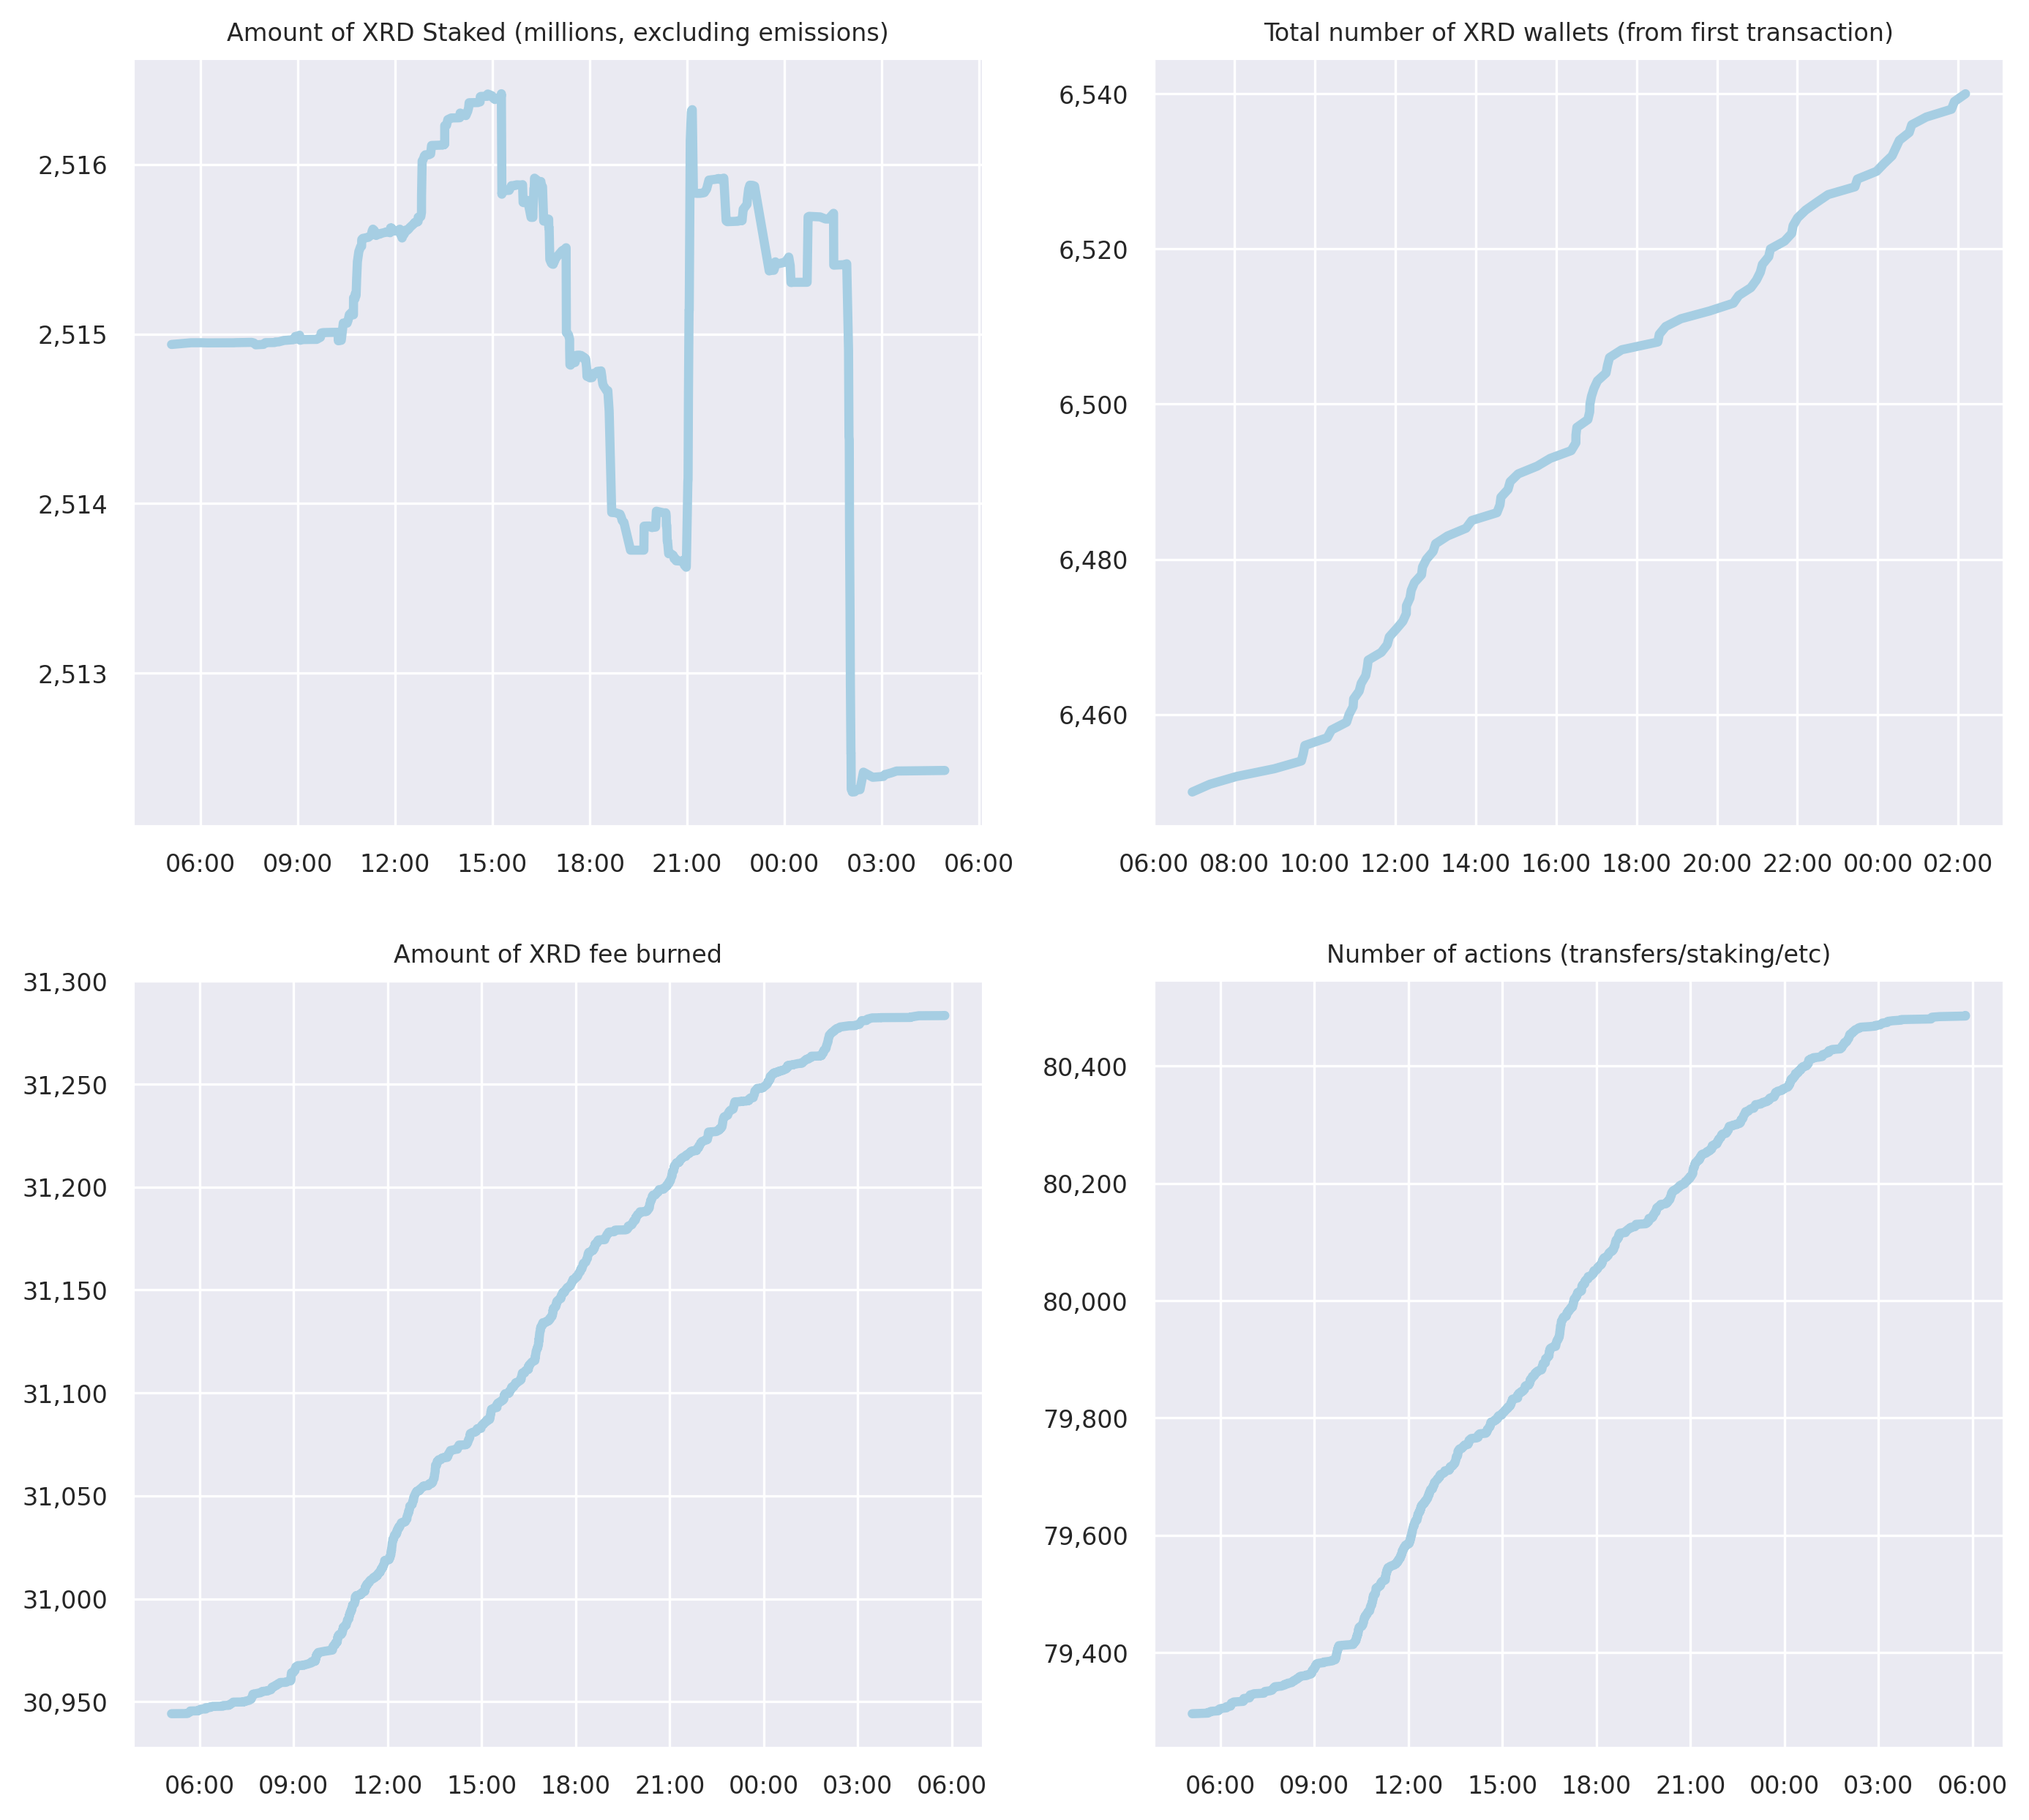 Amount of XRD Staked (millions, excluding emissions)
2,516
2,515
2,514
2,513
06:00 09:00 12:00 15:00 18:00 21:00 00:00 03:00 06:00
Total number of XRD wallets (from first transaction)
6,540
6,520
6,500
6,480
6,460
06:00 08:00 10:00 12:00 14:00 16:00 18:00 20:00 22:00 00:00 02:00
Amount of XRD fee burned
31,300
31,250
31,200
31,150
31,100
31,050
31,000
30,950
06:00 09:00 12:00 15:00 18:00 21:00 00:00 03:00 06:00
Number of actions (transfers/staking/etc)
80,400
80,200
80,000
79,800
79,600
79,400
06:00 09:00 12:00 15:00 18:00 21:00 00:00 03:00 06:00